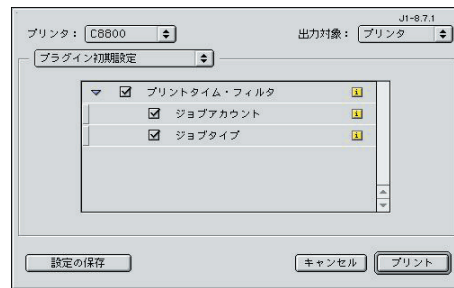 J1-8.7.1
プリンタ： C8800 出力対象： プリンタ
プラグイン初期設定
プリントタイム・フィルタ
ジョブアカウント
ジョブタイプ
設定の保存 キャンセル プリント